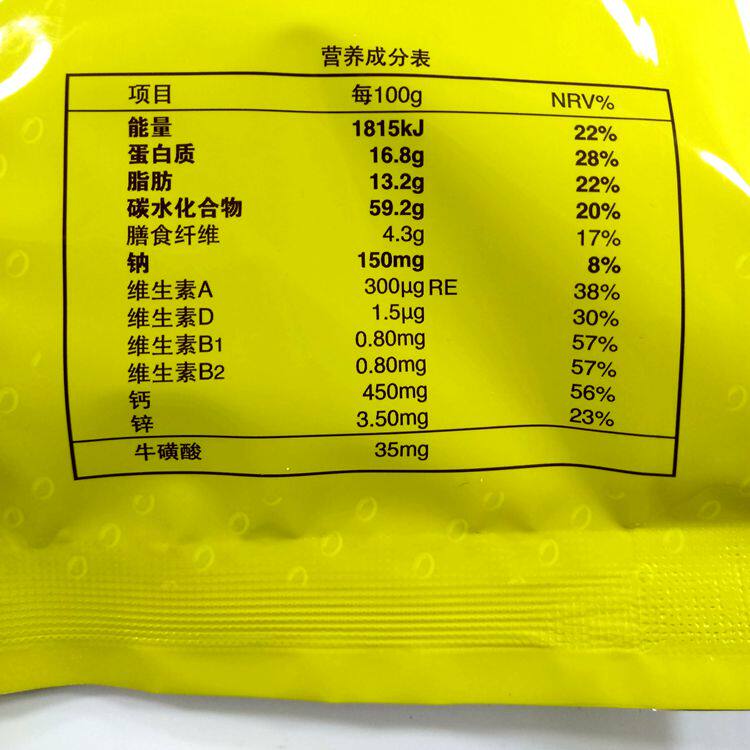 营养成分表
项目 每100g NRV%
能量 1815kJ 22%
蛋白质 16.8g 28%
脂肪 13.2g 22%
碳水化合物 59.2g 20%
膳食纤维 4.3g 17%
钠 150mg 8%
维生素A 300µg RE 38%
维生素D 1.5µg 30%
维生素B1 0.80mg 57%
维生素B2 0.80mg 57%
钙 450mg 56%
锌 3.50mg 23%
牛磺酸 35mg